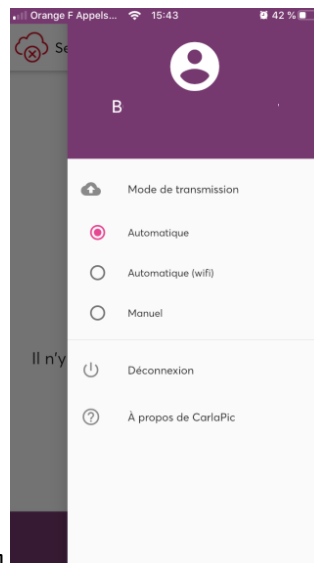 Orange F Appels... 15:43 42 %
Se
B
Mode de transmission
Automatique
Automatique (wifi)
Manuel
Il n'y
Déconnexion
À propos de CarlaPic